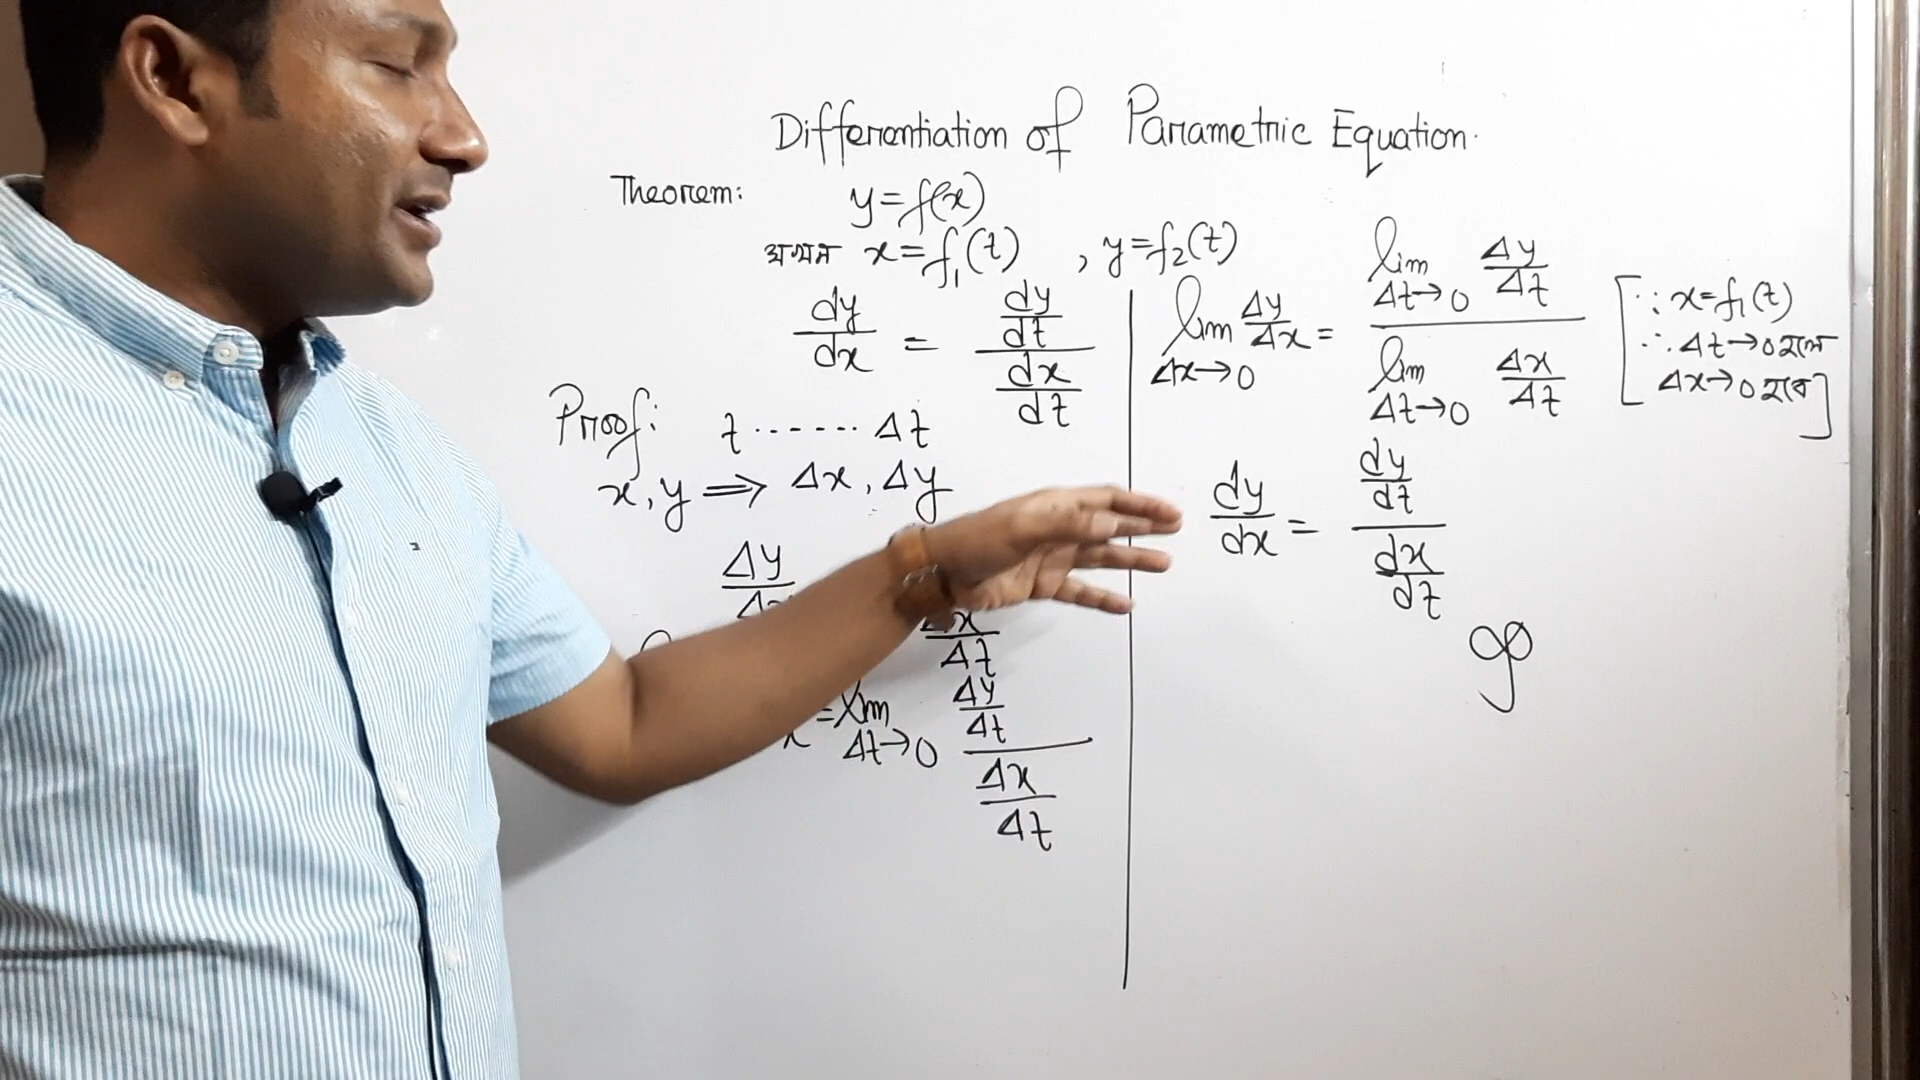 Differentiation of Parametric Equation.
Theorem: y=f(x)
যখন x=f₁(t) , y=f₂(t)
dy/dx = (dy/dt)/(dx/dt)
Proof: t ------ Δt
x, y ⟹ Δx, Δy
Δy/
Δx/Δt
= lim Δt→0 (Δy/Δt)/(Δx/Δt)
lim Δx→0 Δy/Δx = (lim Δt→0 Δy/Δt)/(lim Δt→0 Δx/Δt)
[∵ x=f₁(t)
∴ Δt→0 হলে
Δx→0 হবে]
dy/dx = (dy/dt)/(dx/dt)